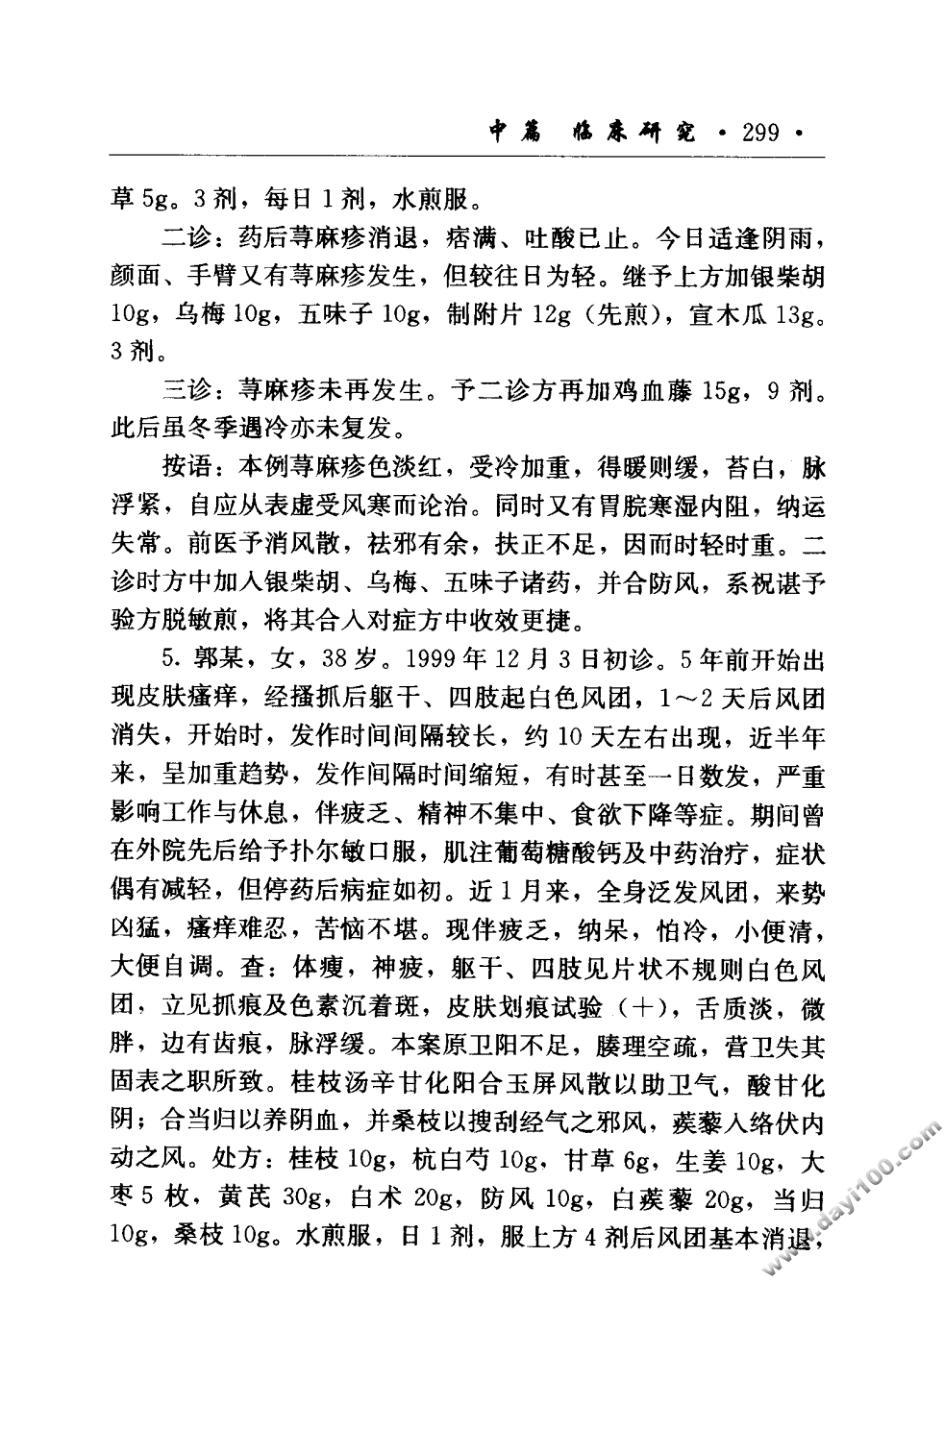 中篇 临床研究 · 299 ·
草 5g。3 剂，每日 1 剂，水煎服。
二诊：药后荨麻疹消退，痞满、吐酸已止。今日适逢阴雨，
颜面、手臂又有荨麻疹发生，但较往日为轻。继予上方加银柴胡
10g，乌梅 10g，五味子 10g，制附片 12g（先煎），宣木瓜 13g。
3 剂。
三诊：荨麻疹未再发生。予二诊方再加鸡血藤 15g，9 剂。
此后虽冬季遇冷亦未复发。
按语：本例荨麻疹色淡红，受冷加重，得暖则缓，苔白，脉
浮紧，自应从表虚受风寒而论治。同时又有胃脘寒湿内阻，纳运
失常。前医予消风散，祛邪有余，扶正不足，因而时轻时重。二
诊时方中加入银柴胡、乌梅、五味子诸药，并合防风，系祝谌予
验方脱敏煎，将其合入对症方中收效更捷。
5. 郭某，女，38 岁。1999 年 12 月 3 日初诊。5 年前开始出
现皮肤瘙痒，经搔抓后躯干、四肢起白色风团，1～2 天后风团
消失，开始时，发作时间间隔较长，约 10 天左右出现，近半年
来，呈加重趋势，发作间隔时间缩短，有时甚至一日数发，严重
影响工作与休息，伴疲乏、精神不集中、食欲下降等症。期间曾
在外院先后给予扑尔敏口服，肌注葡萄糖酸钙及中药治疗，症状
偶有减轻，但停药后病症如初。近 1 月来，全身泛发风团，来势
凶猛，瘙痒难忍，苦恼不堪。现伴疲乏，纳呆，怕冷，小便清，
大便自调。查：体瘦，神疲，躯干、四肢见片状不规则白色风
团，立见抓痕及色素沉着斑，皮肤划痕试验（十），舌质淡，微
胖，边有齿痕，脉浮缓。本案原卫阳不足，腠理空疏，营卫失其
固表之职所致。桂枝汤辛甘化阳合玉屏风散以助卫气，酸甘化
阴；合当归以养阴血，并桑枝以搜刮经气之邪风，蒺藜入络伏内
动之风。处方：桂枝 10g，杭白芍 10g，甘草 6g，生姜 10g，大
枣 5 枚，黄芪 30g，白术 20g，防风 10g，白蒺藜 20g，当归
10g，桑枝 10g。水煎服，日 1 剂，服上方 4 剂后风团基本消退，
www.dayi100.com